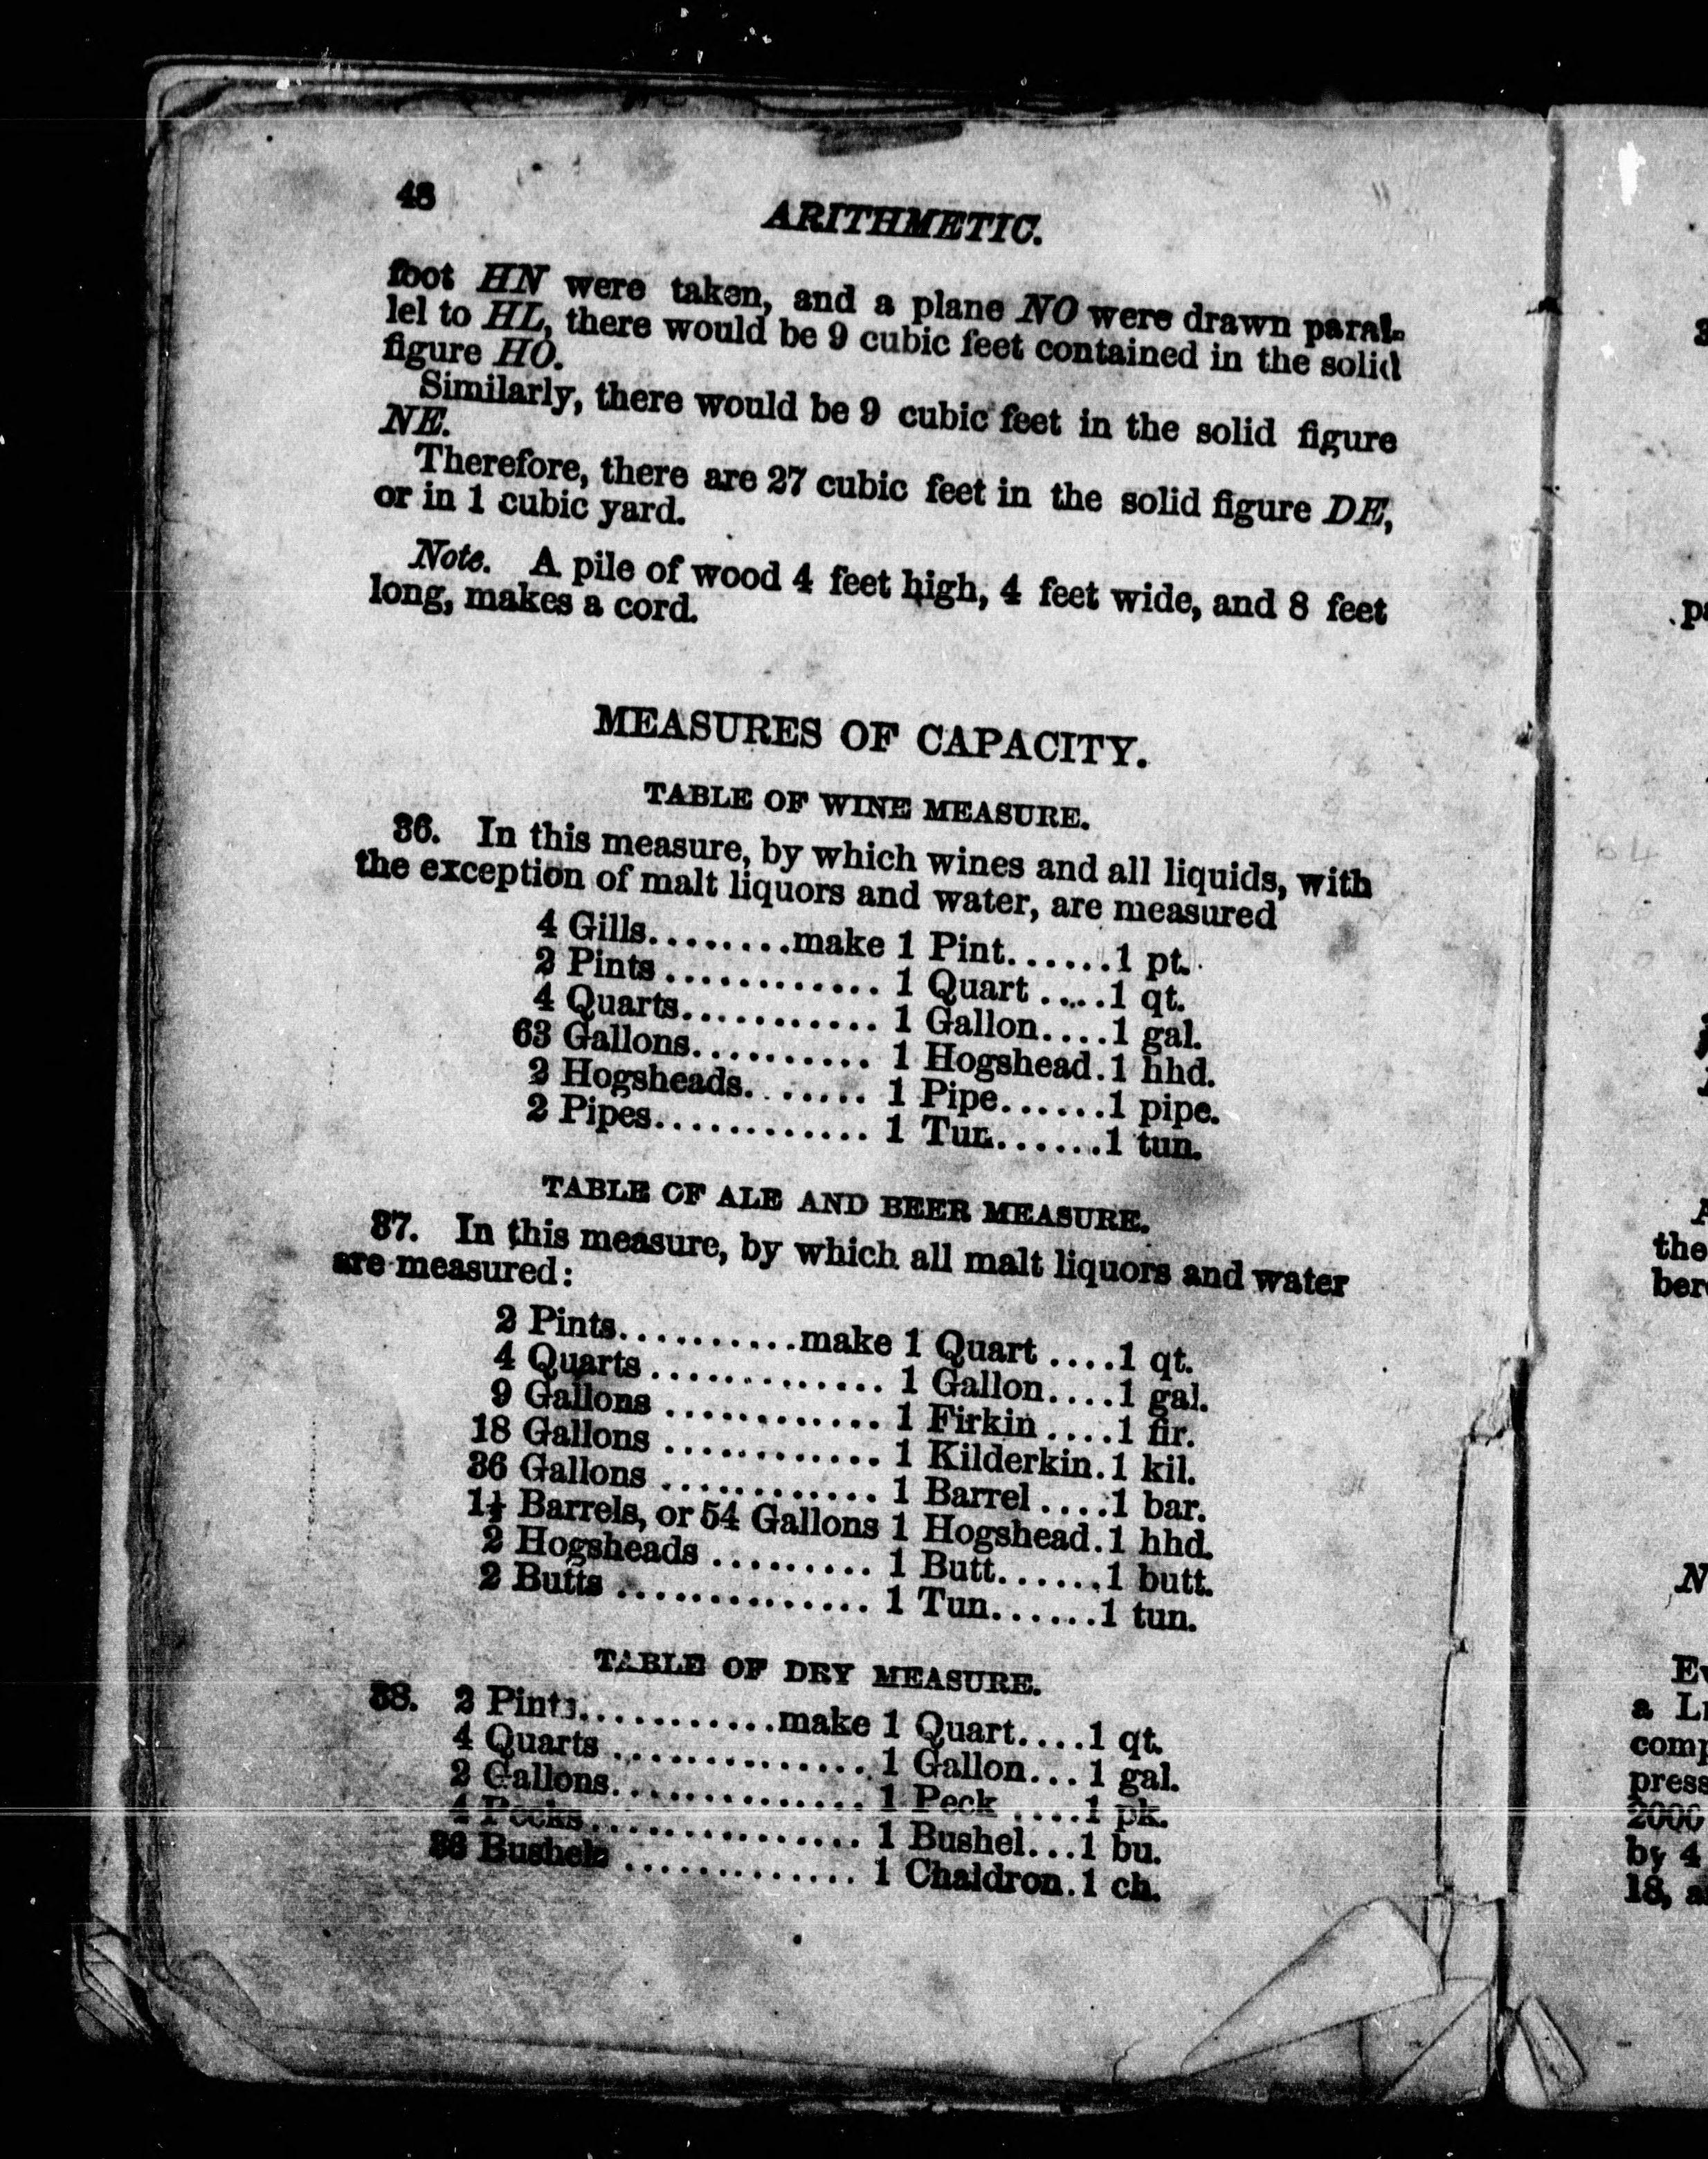 48
ARITHMETIC.
foot HN were taken, and a plane NO were drawn paral-
lel to HL, there would be 9 cubic feet contained in the solid
figure HO.
Similarly, there would be 9 cubic feet in the solid figure
NE.
Therefore, there are 27 cubic feet in the solid figure DE,
or in 1 cubic yard.
Note. A pile of wood 4 feet high, 4 feet wide, and 8 feet
long, makes a cord.
MEASURES OF CAPACITY.
TABLE OF WINE MEASURE.
36. In this measure, by which wines and all liquids, with
the exception of malt liquors and water, are measured
4 Gills........make 1 Pint......1 pt.
2 Pints ............ 1 Quart ....1 qt.
4 Quarts........... 1 Gallon....1 gal.
63 Gallons.......... 1 Hogshead.1 hhd.
2 Hogsheads........ 1 Pipe......1 pipe.
2 Pipes............ 1 Tun......1 tun.
TABLE OF ALE AND BEER MEASURE.
37. In this measure, by which all malt liquors and water
are measured:
2 Pints..........make 1 Quart ....1 qt.
4 Quarts ............. 1 Gallon....1 gal.
9 Gallons ............ 1 Firkin ....1 fir.
18 Gallons ............ 1 Kilderkin.1 kil.
36 Gallons ............ 1 Barrel ....1 bar.
1½ Barrels, or 54 Gallons 1 Hogshead.1 hhd.
2 Hogsheads ......... 1 Butt......1 butt.
2 Butts .............. 1 Tun......1 tun.
TABLE OF DRY MEASURE.
38. 2 Pints...........make 1 Quart....1 qt.
4 Quarts .............. 1 Gallon...1 gal.
2 Gallons.............. 1 Peck ....1 pk.
4 Pecks............... 1 Bushel...1 bu.
36 Bushels ............. 1 Chaldron.1 ch.
the
a
2000
by 4
18,